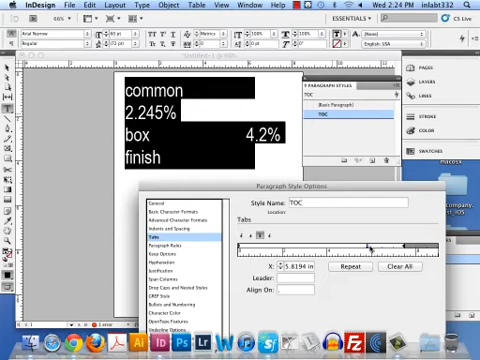 InDesign File Edit Layout Type Object Table View Window Help Wed 2:24 PM inlabt332
66% ESSENTIALS CS Live
Arial Narrow Metrics 100% 100%
Regular English: USA
common
2.245%
box 4.2%
finish
PARAGRAPH STYLES
TOC
[Basic Paragraph]
TOC
PAGES
LAYERS
LINKS
STROKE
COLOR
SWATCHES
Paragraph Style Options
General
Basic Character Formats
Advanced Character Formats
Indents and Spacing
Tabs
Paragraph Rules
Keep Options
Hyphenation
Justification
Span Columns
Drop Caps and Nested Styles
GREP Style
Bullets and Numbering
Character Color
OpenType Features
Underline Options
Style Name: TOC
Location:
Tabs
X: 5.8194 in Repeat Clear All
Leader:
Align On:
1 error